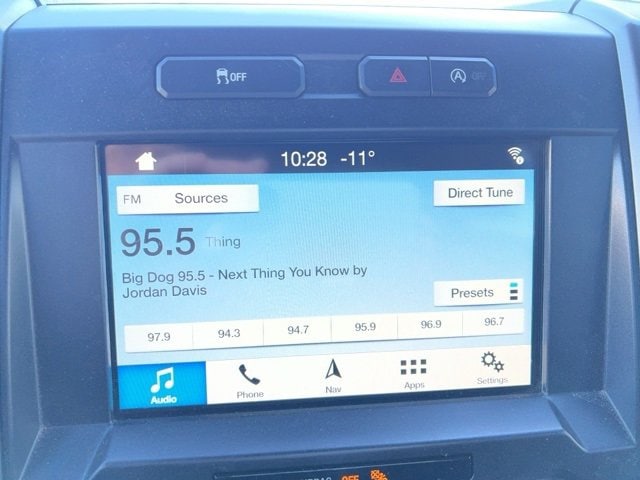 OFF
A OFF
10:28 -11°
FM Sources
Direct Tune
95.5 Thing
Big Dog 95.5 - Next Thing You Know by
Jordan Davis
Presets
97.9 94.3 94.7 95.9 96.9 96.7
Audio Phone Nav Apps Settings
OFF